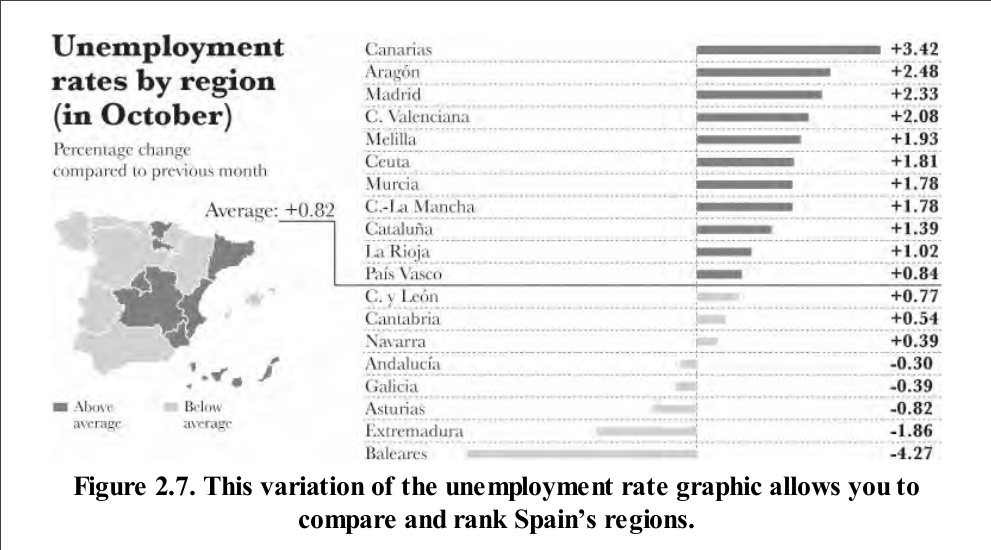 Unemployment
rates by region
(in October)
Percentage change
compared to previous month
Average: +0.82
Above
average
Below
average
Canarias +3.42
Aragón +2.48
Madrid +2.33
C. Valenciana +2.08
Melilla +1.93
Ceuta +1.81
Murcia +1.78
C.-La Mancha +1.78
Cataluña +1.39
La Rioja +1.02
País Vasco +0.84
C. y León +0.77
Cantabria +0.54
Navarra +0.39
Andalucía -0.30
Galicia -0.39
Asturias -0.82
Extremadura -1.86
Baleares -4.27
Figure 2.7. This variation of the unemployment rate graphic allows you to
compare and rank Spain's regions.